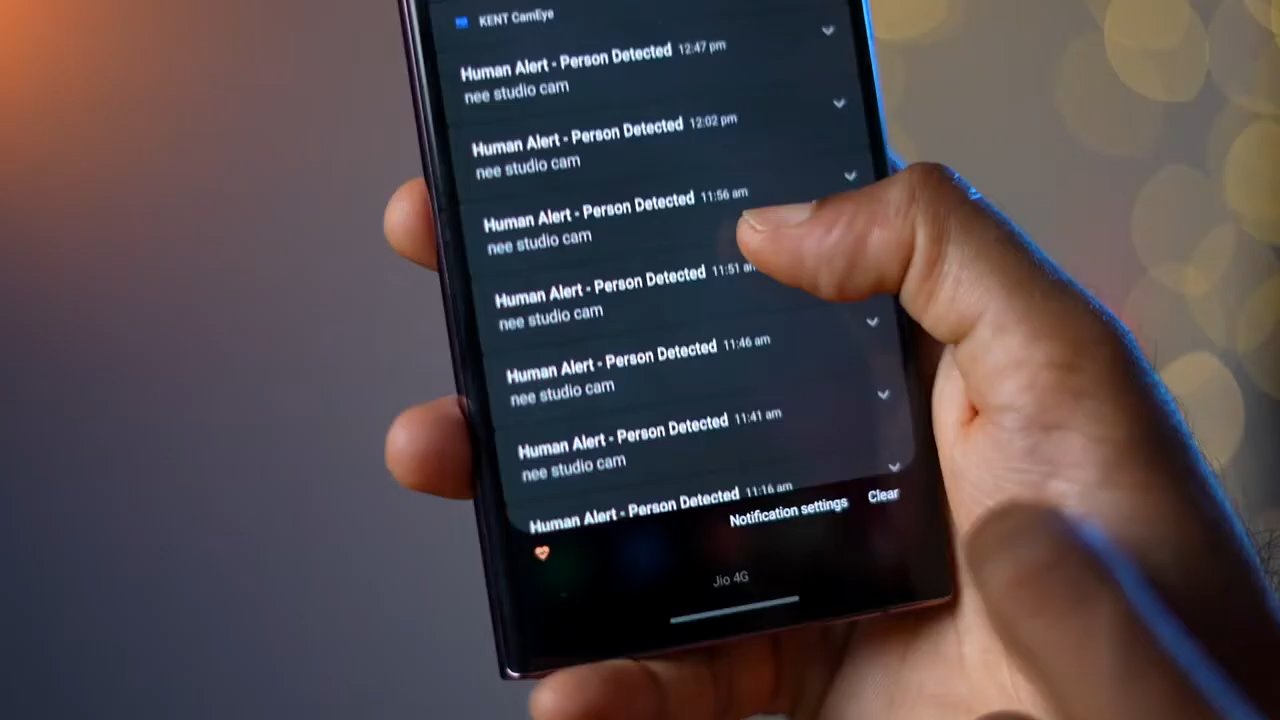 KENT CamEye
Human Alert - Person Detected 12:47 pm
nee studio cam
Human Alert - Person Detected 12:02 pm
nee studio cam
Human Alert - Person Detected 11:56 am
nee studio cam
Human Alert - Person Detected 11:51 am
nee studio cam
Human Alert - Person Detected 11:46 am
nee studio cam
Human Alert - Person Detected 11:41 am
nee studio cam
Human Alert - Person Detected 11:16 am
Notification settings Clear
Jio 4G